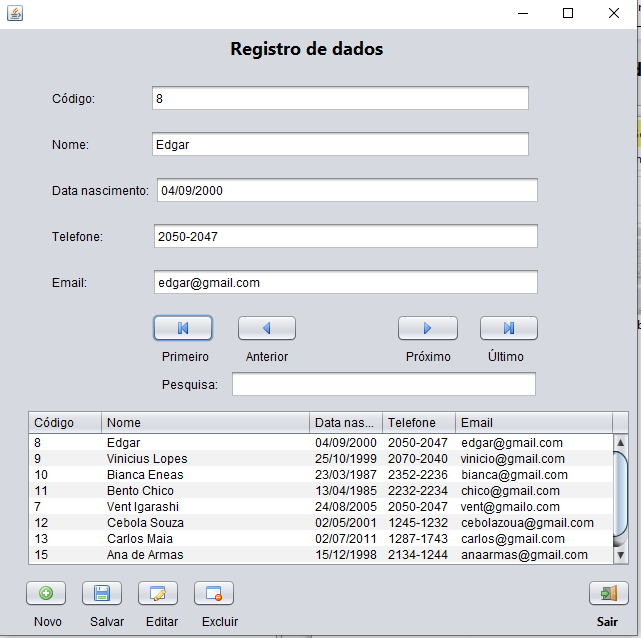 Registro de dados
Código: 8
Nome: Edgar
Data nascimento: 04/09/2000
Telefone: 2050-2047
Email: edgar@gmail.com
Primeiro Anterior Próximo Último
Pesquisa:
Código Nome Data nas... Telefone Email
8 Edgar 04/09/2000 2050-2047 edgar@gmail.com
9 Vinicius Lopes 25/10/1999 2070-2040 vinicio@gmail.com
10 Bianca Eneas 23/03/1987 2352-2236 bianca@gmail.com
11 Bento Chico 13/04/1985 2232-2234 chico@gmail.com
7 Vent Igarashi 24/08/2005 2050-2047 vent@gmailo.com
12 Cebola Souza 02/05/2001 1245-1232 cebolazoua@gmail.com
13 Carlos Maia 02/07/2011 1287-1743 carlos@gmail.com
15 Ana de Armas 15/12/1998 2134-1244 anaarmas@gmail.com
Novo Salvar Editar Excluir Sair